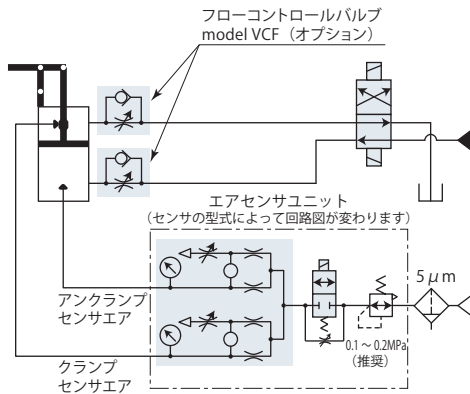 フローコントロールバルブ
model VCF（オプション）
エアセンサユニット
（センサの型式によって回路図が変わります）
5μm
アンクランプ
センサエア
0.1～0.2MPa
（推奨）
クランプ
センサエア